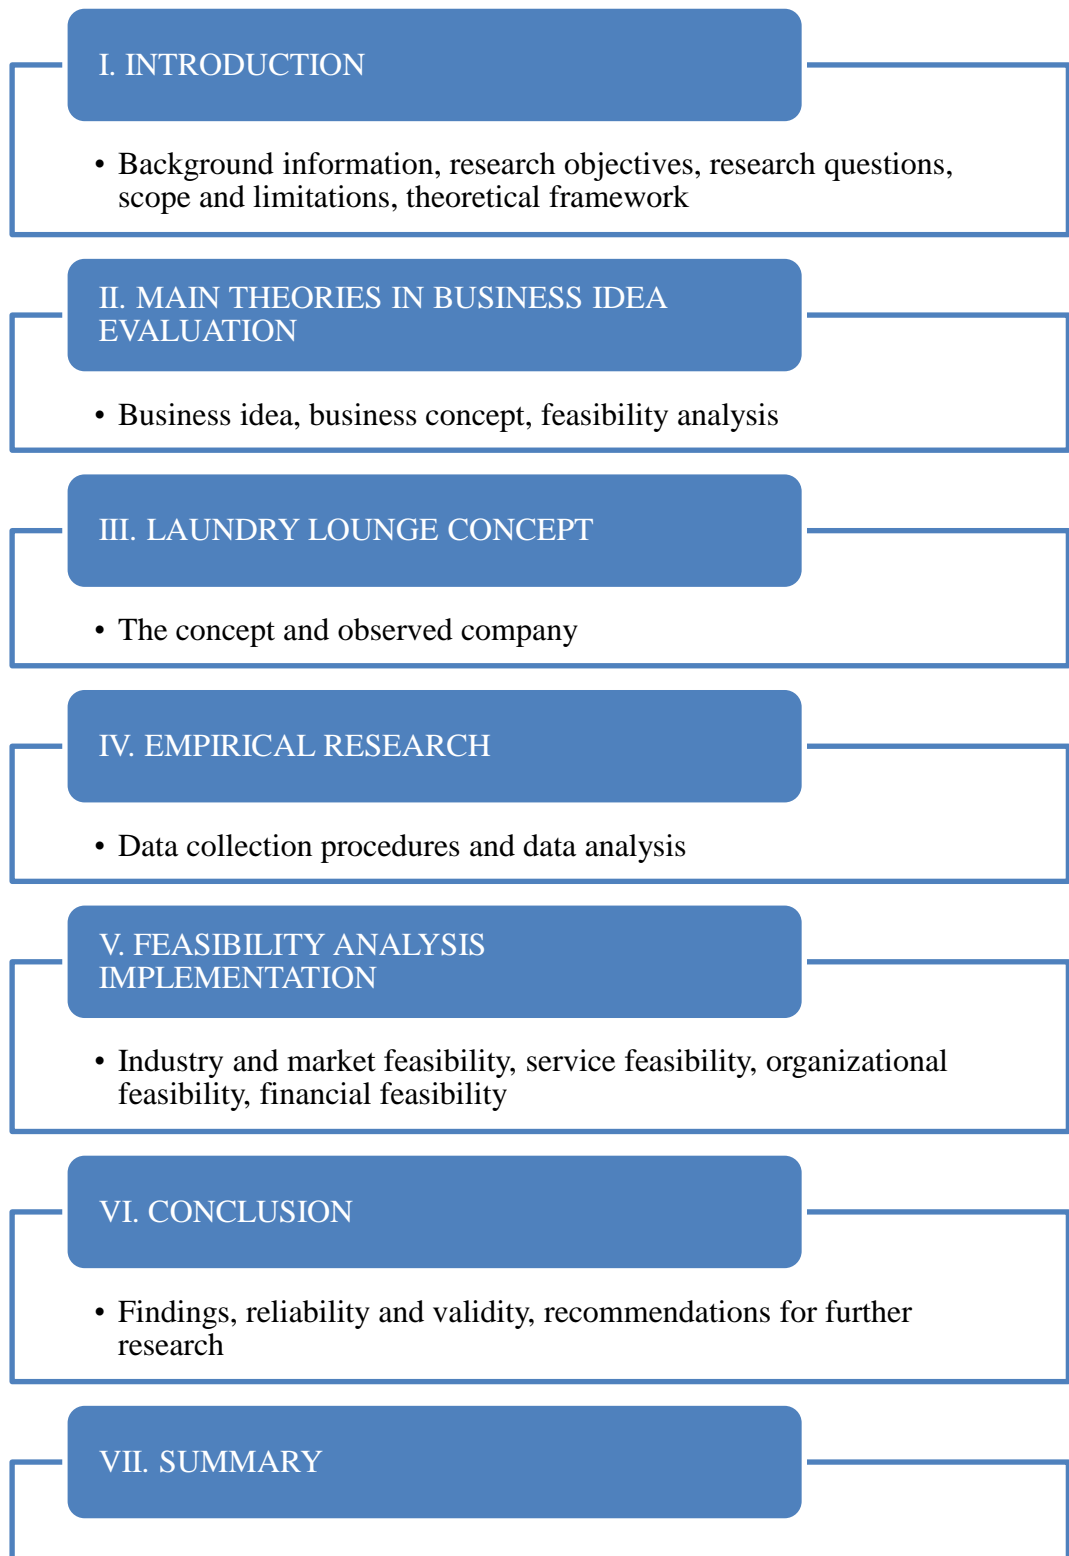 I. INTRODUCTION
• Background information, research objectives, research questions,
scope and limitations, theoretical framework
II. MAIN THEORIES IN BUSINESS IDEA
EVALUATION
• Business idea, business concept, feasibility analysis
III. LAUNDRY LOUNGE CONCEPT
• The concept and observed company
IV. EMPIRICAL RESEARCH
• Data collection procedures and data analysis
V. FEASIBILITY ANALYSIS
IMPLEMENTATION
• Industry and market feasibility, service feasibility, organizational
feasibility, financial feasibility
VI. CONCLUSION
• Findings, reliability and validity, recommendations for further
research
VII. SUMMARY